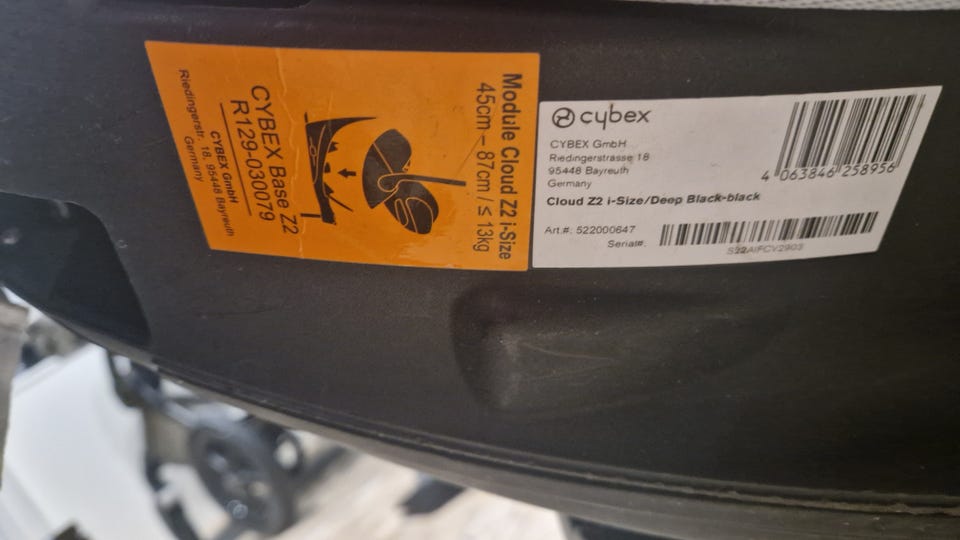 Module Cloud Z2 i-Size
45cm – 87cm / ≤ 13kg
CYBEX Base Z2
R129-030079
CYBEX GmbH
Riedingerstr. 18, 95448 Bayreuth
Germany
cybex
CYBEX GmbH
Riedingerstrasse 18
95448 Bayreuth
Germany
4 063846 258956
Cloud Z2 i-Size/Deep Black-black
Art.#: 522000647
Serial#:
S22AIFCV2903